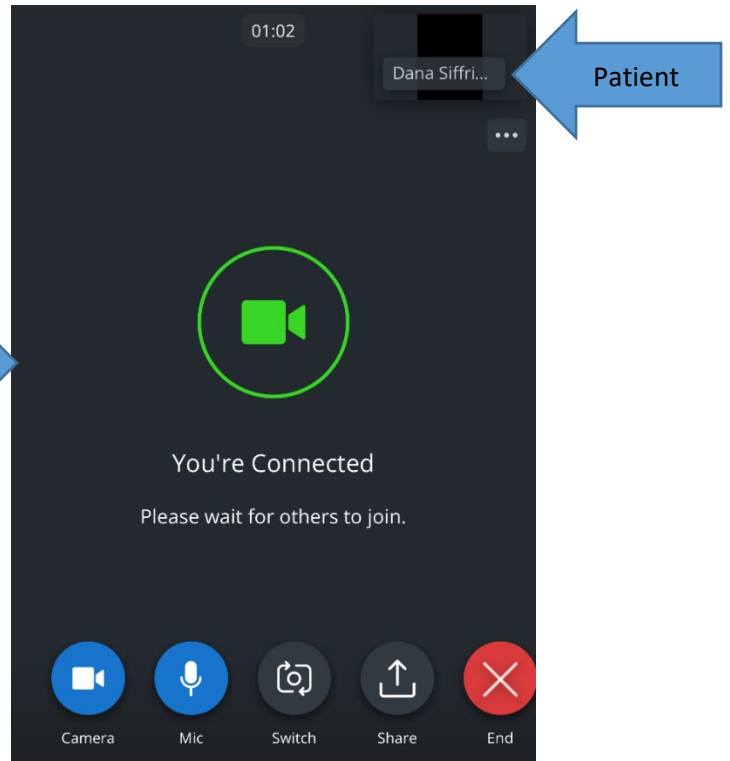 01:02
Dana Siffri...
Patient
You're Connected
Please wait for others to join.
Camera Mic Switch Share End